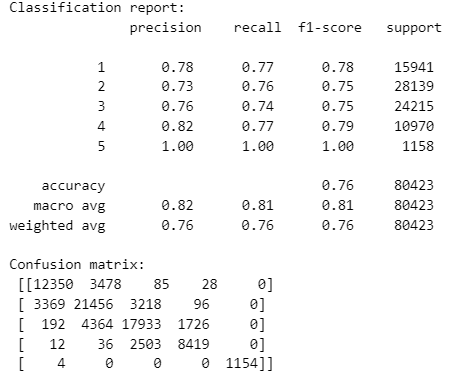 Classification report:
precision recall f1-score support
1 0.78 0.77 0.78 15941
2 0.73 0.76 0.75 28139
3 0.76 0.74 0.75 24215
4 0.82 0.77 0.79 10970
5 1.00 1.00 1.00 1158
accuracy 0.76 80423
macro avg 0.82 0.81 0.81 80423
weighted avg 0.76 0.76 0.76 80423
Confusion matrix:
[[12350 3478 85 28 0]
[ 3369 21456 3218 96 0]
[ 192 4364 17933 1726 0]
[ 12 36 2503 8419 0]
[ 4 0 0 0 1154]]